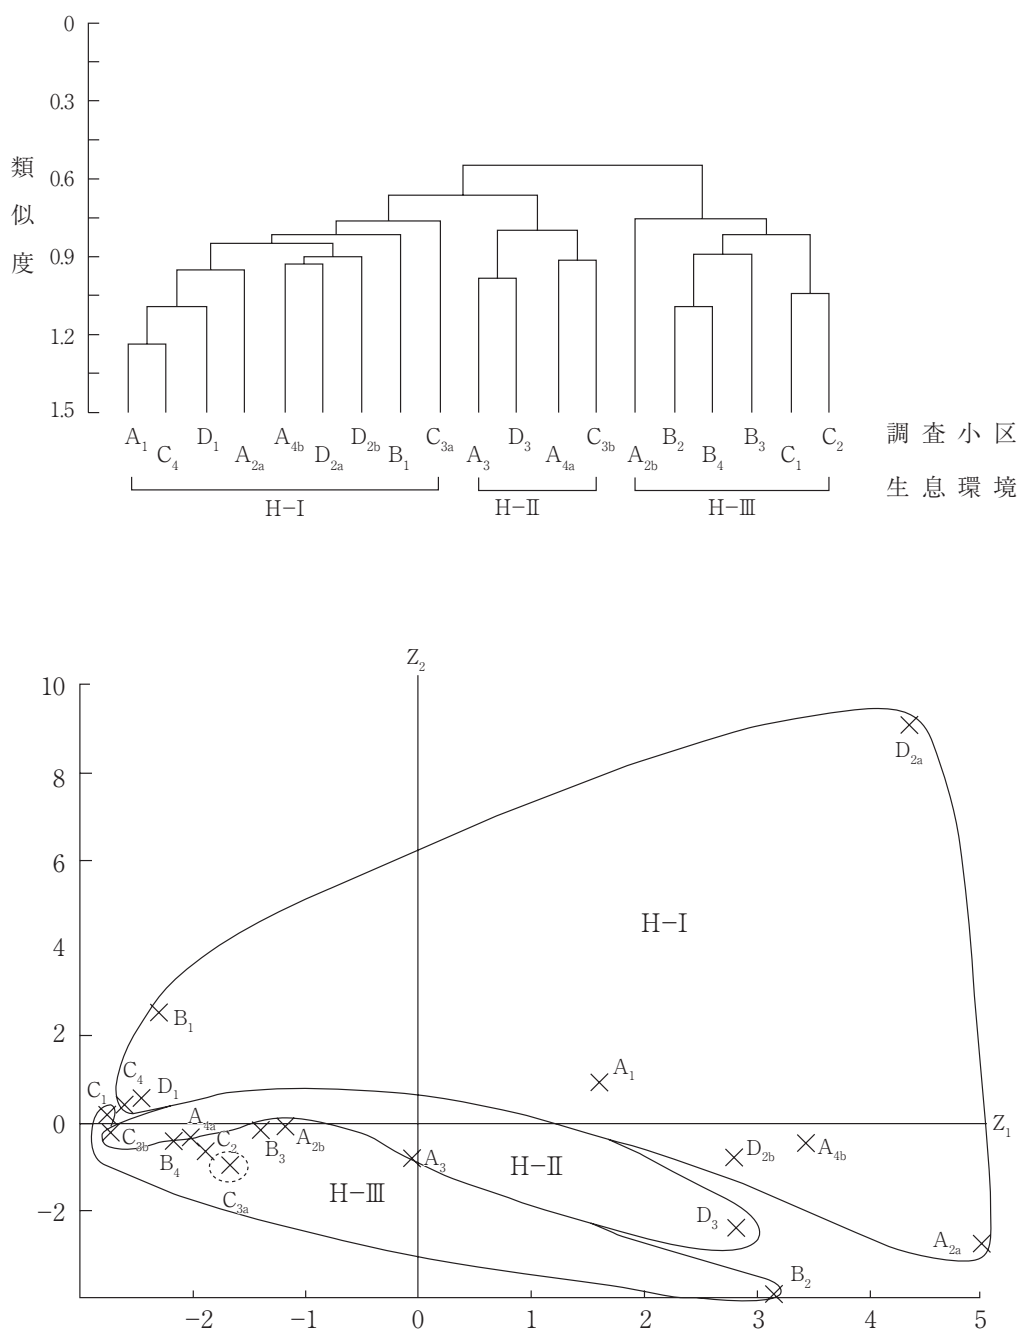 0
0.3
0.6
0.9
1.2
1.5
類似度
A₁ D₁ A₄b D₂b C₃a D₃ C₃b B₂ B₃ C₂
C₄ A₂a D₂a B₁ A₃ A₄a A₂b B₄ C₁
調査小区
H-I H-II H-III
生息環境
Z₂
10
D₂a
8
6
H-I
4
B₁
2
A₁
C₄
C₁ D₁
0
Z₁
A₄a
C₃b C₂ B₃ A₂b
B₄
A₃
H-II
D₂b A₄b
H-III
C₃a
-2
D₃
A₂a
B₂
-2 -1 0 1 2 3 4 5